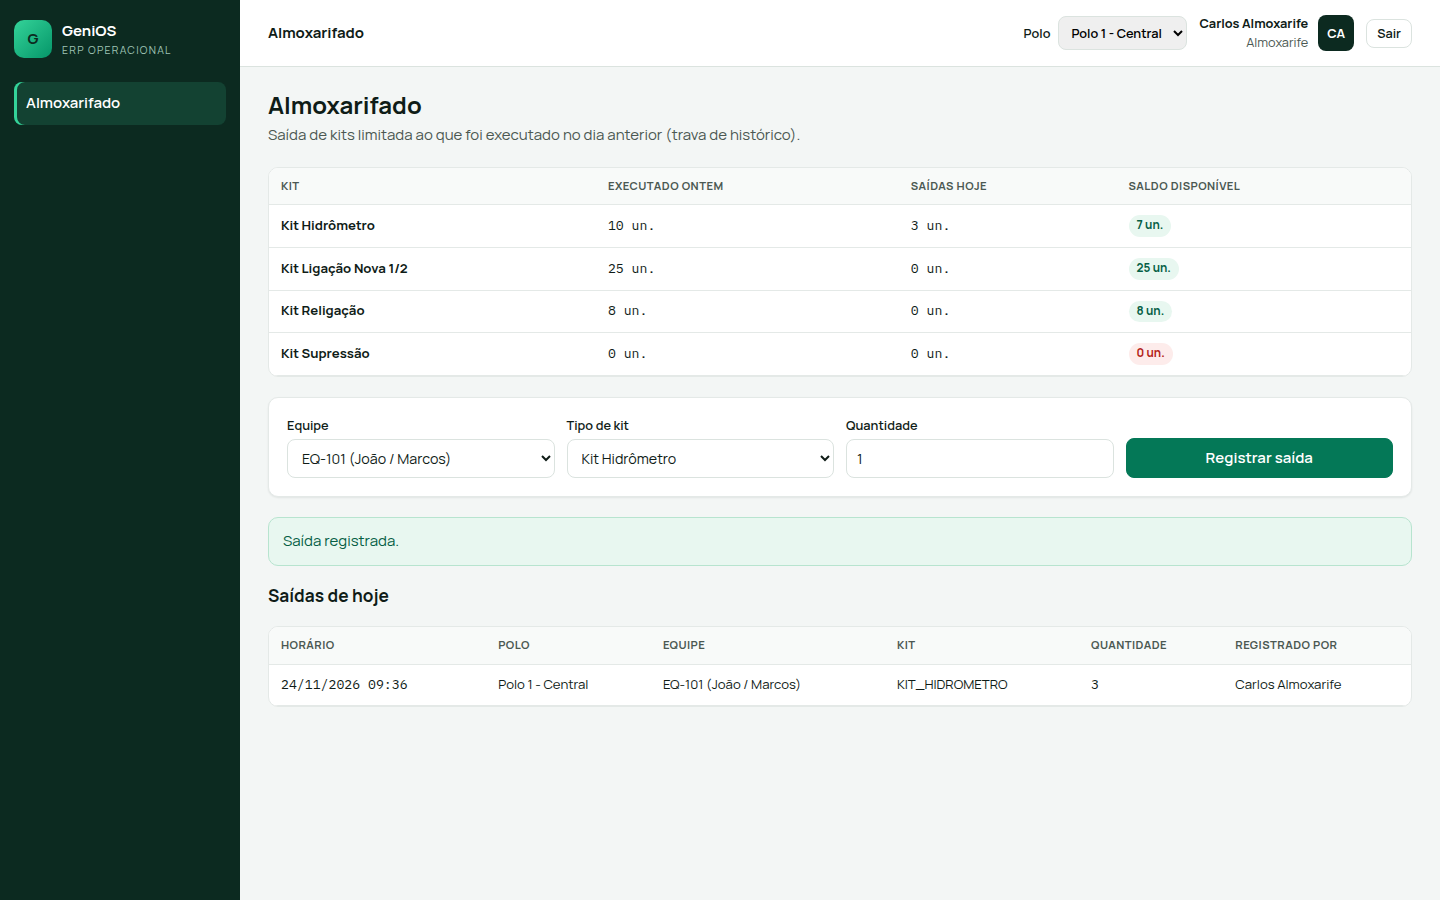 G
GeniOS
ERP OPERACIONAL
Almoxarifado
Almoxarifado
Polo
Polo 1 - Central
Carlos Almoxarife
Almoxarife
CA
Sair
Almoxarifado
Saída de kits limitada ao que foi executado no dia anterior (trava de histórico).
KIT EXECUTADO ONTEM SAÍDAS HOJE SALDO DISPONÍVEL
Kit Hidrômetro 10 un. 3 un. 7 un.
Kit Ligação Nova 1/2 25 un. 0 un. 25 un.
Kit Religação 8 un. 0 un. 8 un.
Kit Supressão 0 un. 0 un. 0 un.
Equipe Tipo de kit Quantidade
EQ-101 (João / Marcos) Kit Hidrômetro 1 Registrar saída
Saída registrada.
Saídas de hoje
HORÁRIO POLO EQUIPE KIT QUANTIDADE REGISTRADO POR
24/11/2026 09:36 Polo 1 - Central EQ-101 (João / Marcos) KIT_HIDROMETRO 3 Carlos Almoxarife